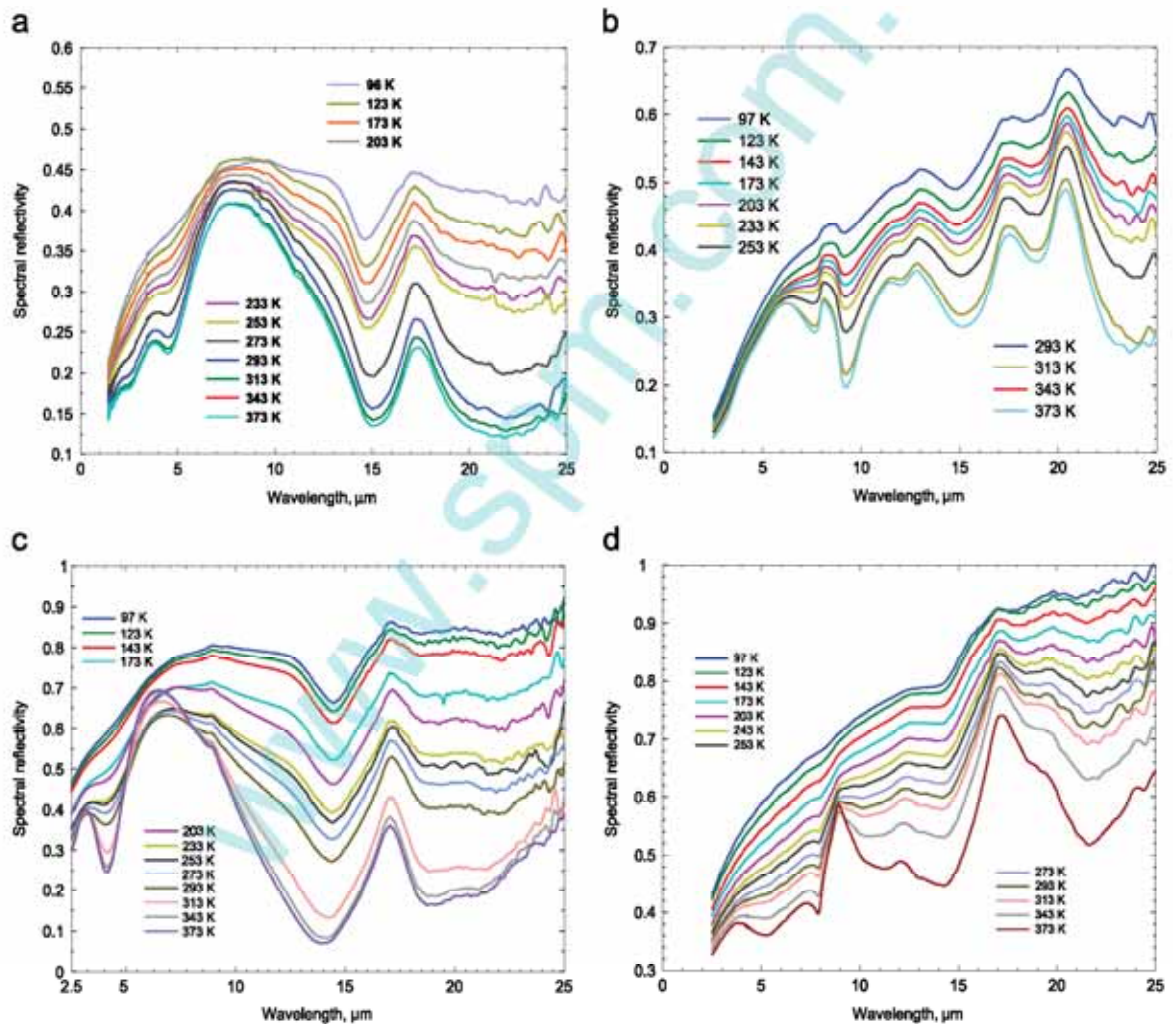 a
0.6
0.55
0.5
0.45
0.4
0.35
0.3
0.25
0.2
0.15
0.1
Spectral reflectivity
96 K
123 K
173 K
203 K
233 K
253 K
273 K
293 K
313 K
343 K
373 K
0 5 10 15 20 25
Wavelength, µm
b
0.7
0.6
0.5
0.4
0.3
0.2
0.1
Spectral reflectivity
97 K
123 K
143 K
173 K
203 K
233 K
253 K
293 K
313 K
343 K
373 K
0 5 10 15 20 25
Wavelength, µm
c
1
0.9
0.8
0.7
0.6
0.5
0.4
0.3
0.2
0.1
0
Spectral reflectivity
97 K
123 K
143 K
173 K
203 K
233 K
253 K
273 K
293 K
313 K
343 K
373 K
2.5 5 10 15 20 25
Wavelength, µm
d
1
0.9
0.8
0.7
0.6
0.5
0.4
0.3
Spectral reflectivity
97 K
123 K
143 K
173 K
203 K
243 K
253 K
273 K
293 K
313 K
343 K
373 K
0 5 10 15 20 25
Wavelength, µm
www.spm.com.